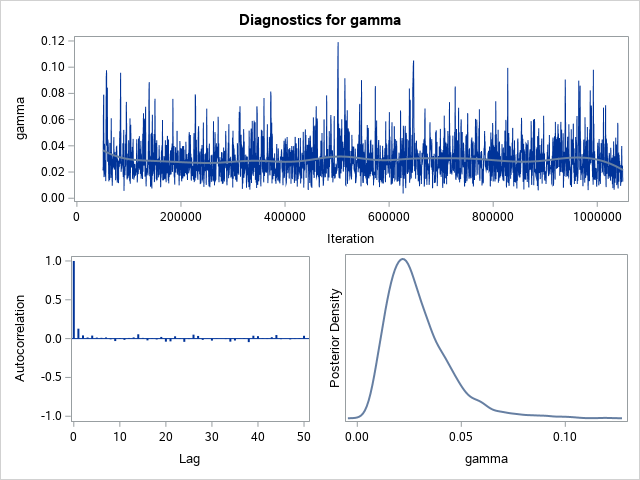 Diagnostics for gamma
0.12
0.10
0.08
0.06
0.04
0.02
0.00
gamma
0 200000 400000 600000 800000 1000000
Iteration
1.0
0.5
0.0
-0.5
-1.0
Autocorrelation
0 10 20 30 40 50
Lag
Posterior Density
0.00 0.05 0.10
gamma